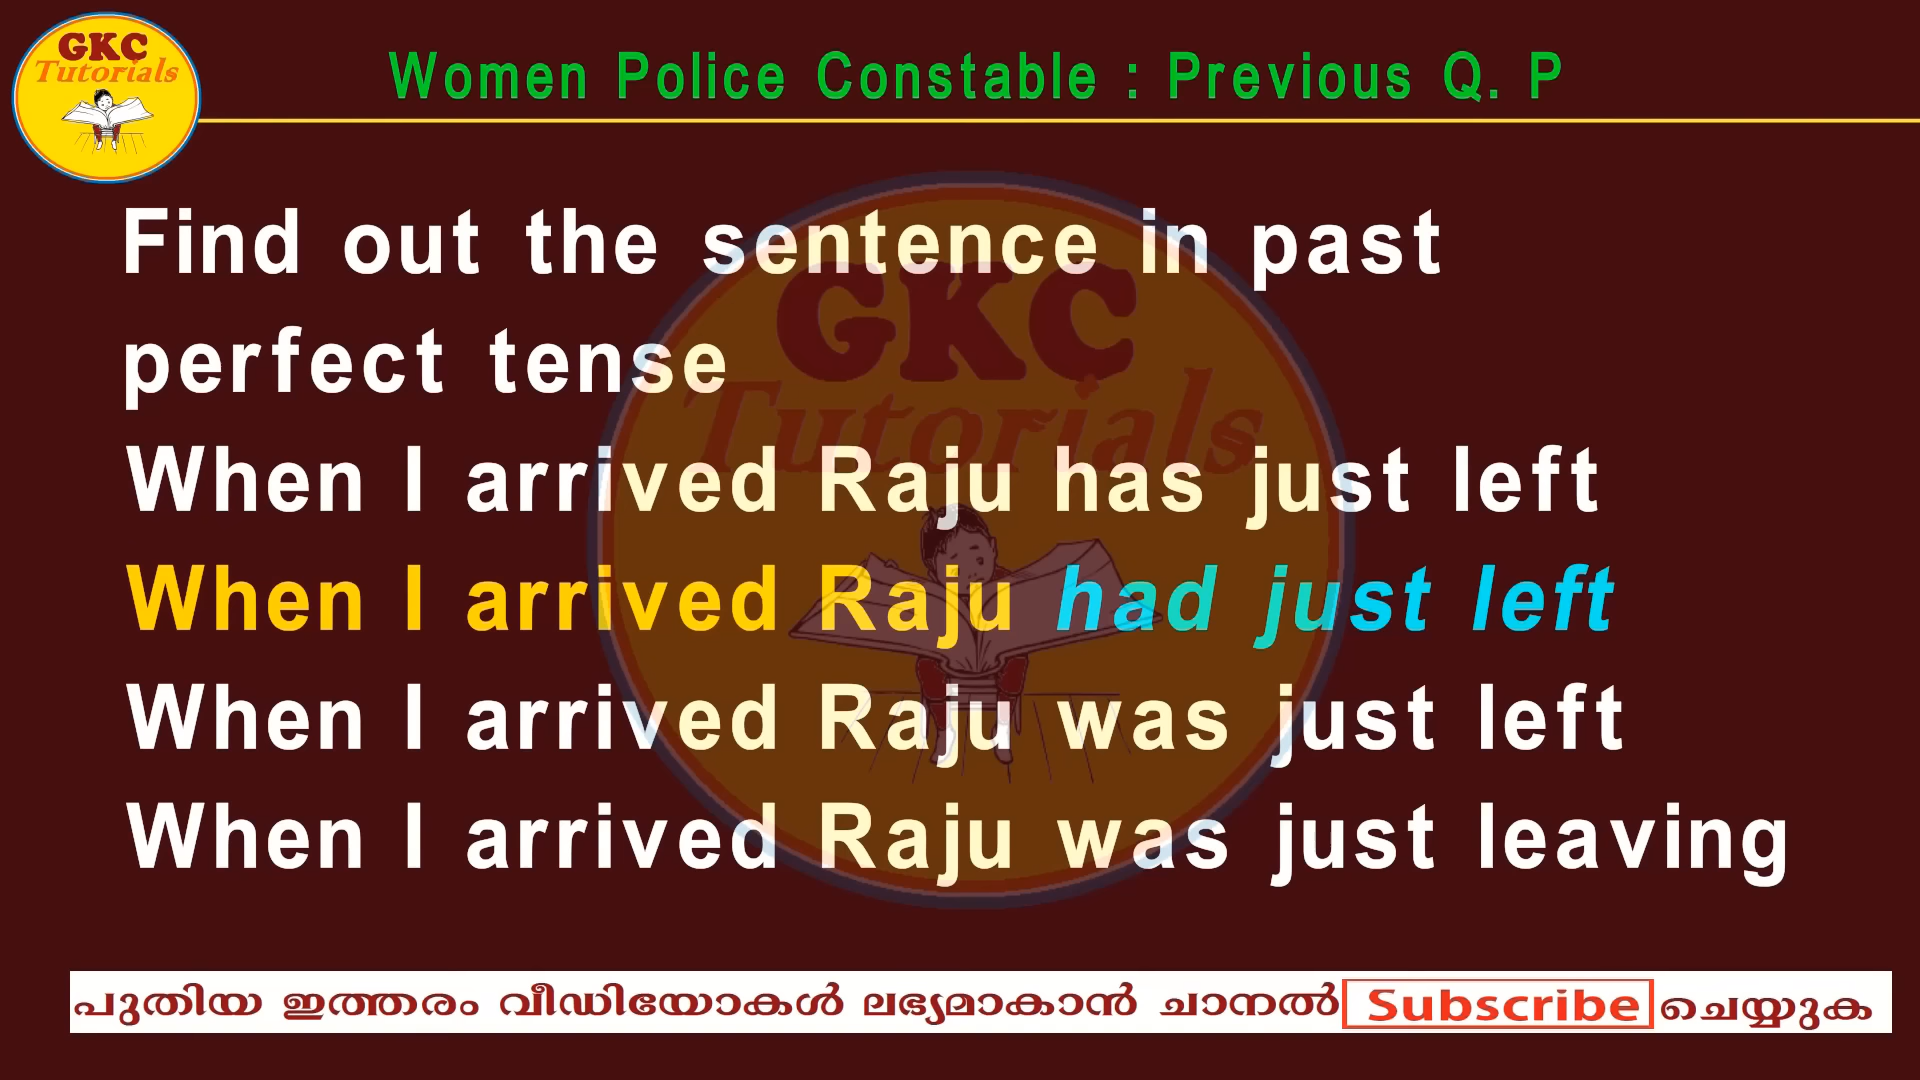 GKC
Tutorials
Women Police Constable : Previous Q. P
Find out the sentence in past
perfect tense
When I arrived Raju has just left
When I arrived Raju had just left
When I arrived Raju was just left
When I arrived Raju was just leaving
GKC
Tutorials
പുതിയ ഇത്തരം വീഡിയോകൾ ലഭ്യമാകാൻ ചാനൽ Subscribe ചെയ്യുക